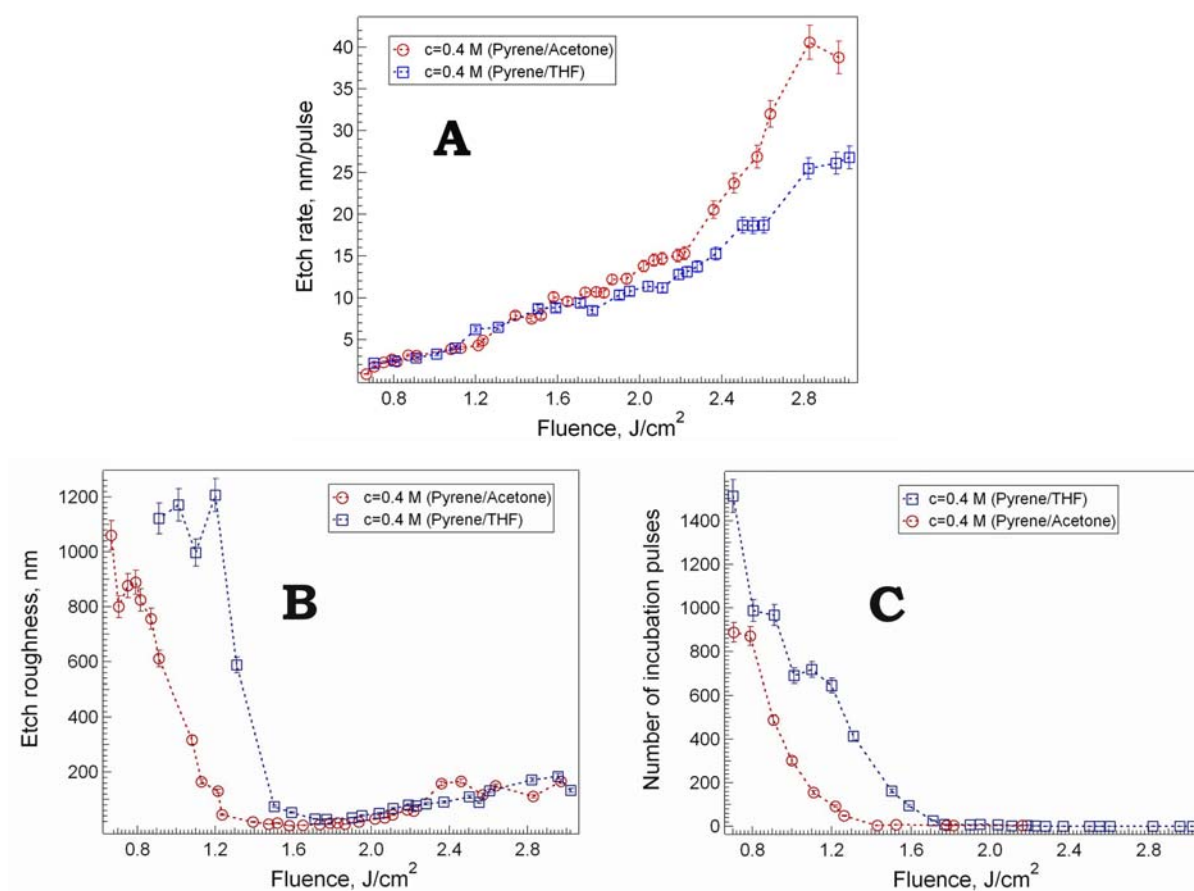 40
35
30
25
20
15
10
5
Etch rate, nm/pulse
c=0.4 M (Pyrene/Acetone)
c=0.4 M (Pyrene/THF)
A
0.8 1.2 1.6 2.0 2.4 2.8
Fluence, J/cm²
1200
1000
800
600
400
200
Etch roughness, nm
c=0.4 M (Pyrene/Acetone)
c=0.4 M (Pyrene/THF)
B
0.8 1.2 1.6 2.0 2.4 2.8
Fluence, J/cm²
1400
1200
1000
800
600
400
200
0
Number of incubation pulses
c=0.4 M (Pyrene/THF)
c=0.4 M (Pyrene/Acetone)
C
0.8 1.2 1.6 2.0 2.4 2.8
Fluence, J/cm²